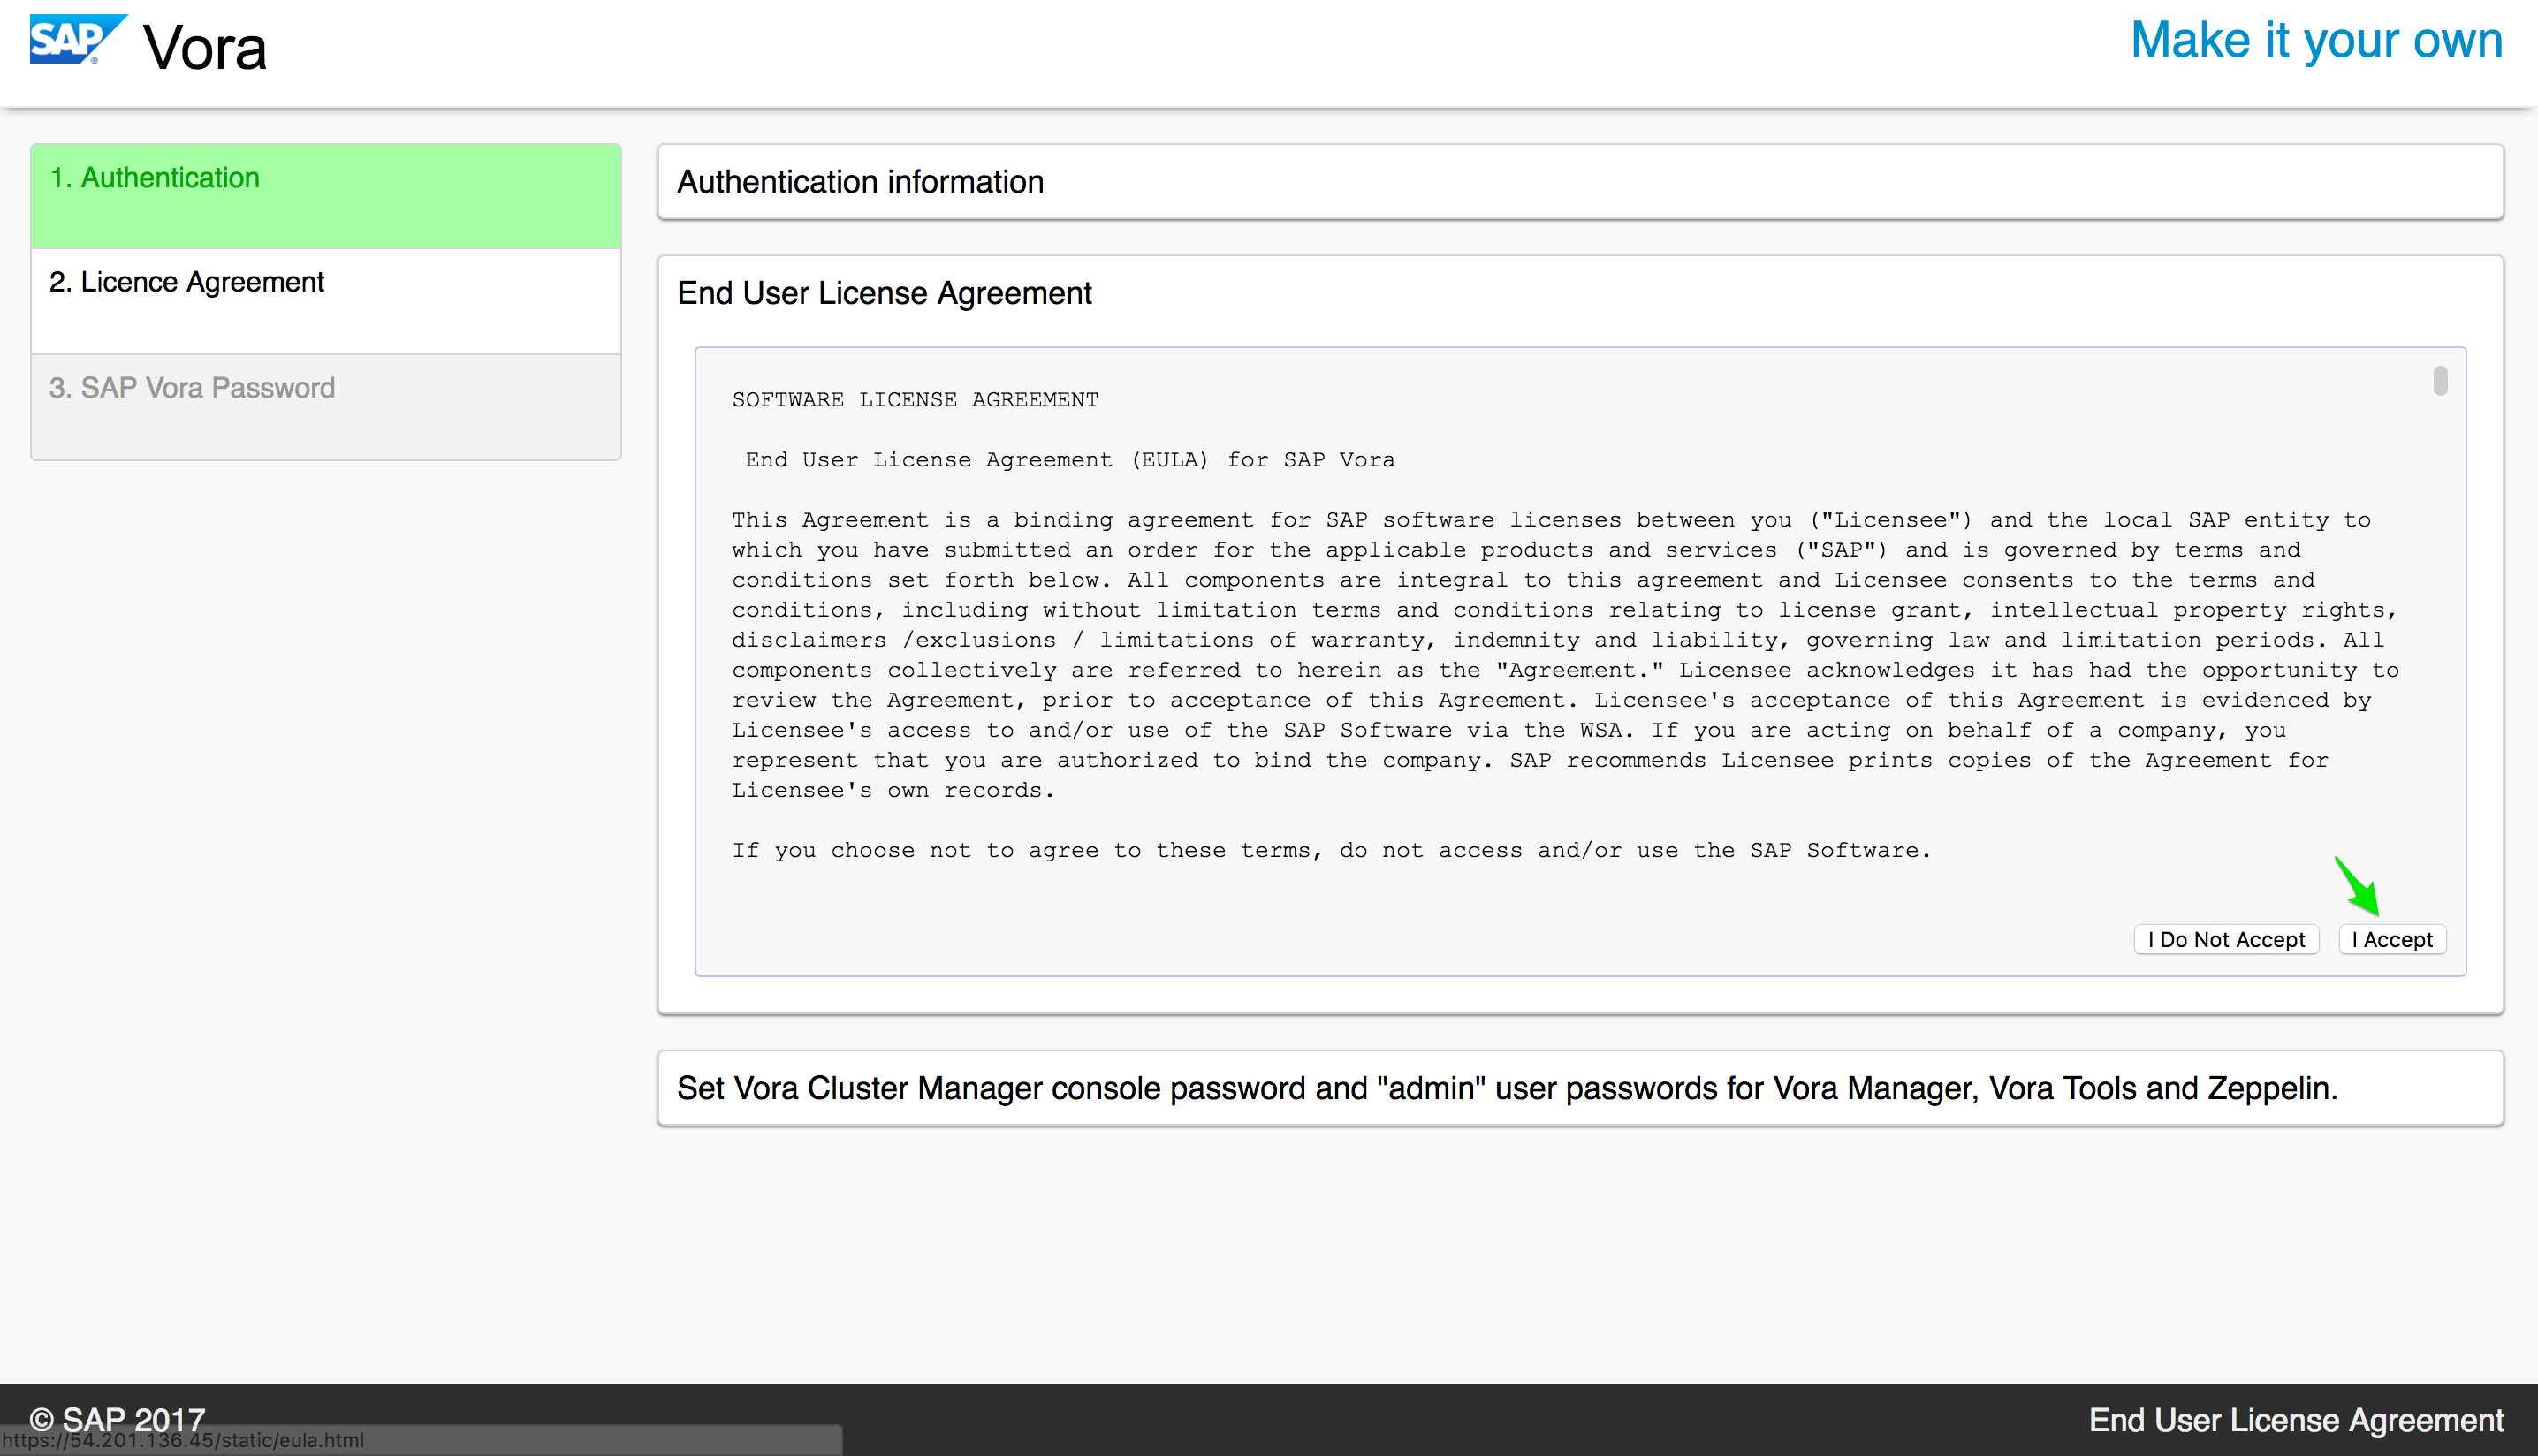 SAP® Vora
Make it your own
1. Authentication
2. Licence Agreement
3. SAP Vora Password
Authentication information
End User License Agreement
SOFTWARE LICENSE AGREEMENT
End User License Agreement (EULA) for SAP Vora
This Agreement is a binding agreement for SAP software licenses between you ("Licensee") and the local SAP entity to
which you have submitted an order for the applicable products and services ("SAP") and is governed by terms and
conditions set forth below. All components are integral to this agreement and Licensee consents to the terms and
conditions, including without limitation terms and conditions relating to license grant, intellectual property rights,
disclaimers /exclusions / limitations of warranty, indemnity and liability, governing law and limitation periods. All
components collectively are referred to herein as the "Agreement." Licensee acknowledges it has had the opportunity to
review the Agreement, prior to acceptance of this Agreement. Licensee's acceptance of this Agreement is evidenced by
Licensee's access to and/or use of the SAP Software via the WSA. If you are acting on behalf of a company, you
represent that you are authorized to bind the company. SAP recommends Licensee prints copies of the Agreement for
Licensee's own records.
If you choose not to agree to these terms, do not access and/or use the SAP Software.
I Do Not Accept
I Accept
Set Vora Cluster Manager console password and "admin" user passwords for Vora Manager, Vora Tools and Zeppelin.
© SAP 2017
End User License Agreement
https://54.201.136.45/static/eula.html